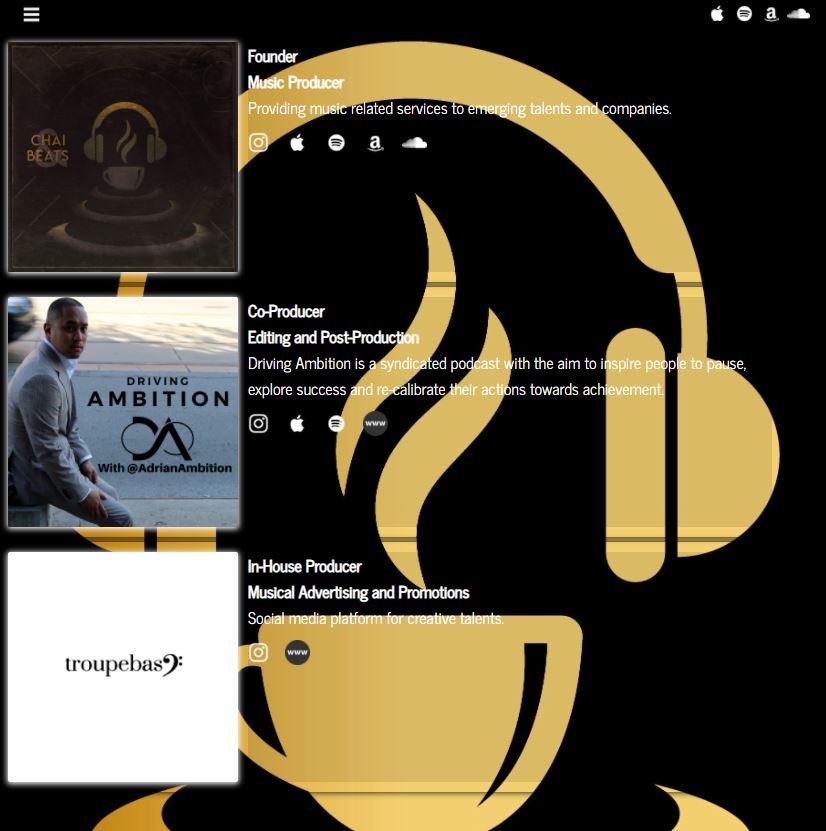 Founder
Music Producer
Providing music related services to emerging talents and companies.
CHAI
&
BEATS
Co-Producer
Editing and Post-Production
Driving Ambition is a syndicated podcast with the aim to inspire people to pause,
explore success and re-calibrate their actions towards achievement.
www
DRIVING
AMBITION
DA
With @AdrianAmbition
In-House Producer
Musical Advertising and Promotions
Social media platform for creative talents.
www
troupebas